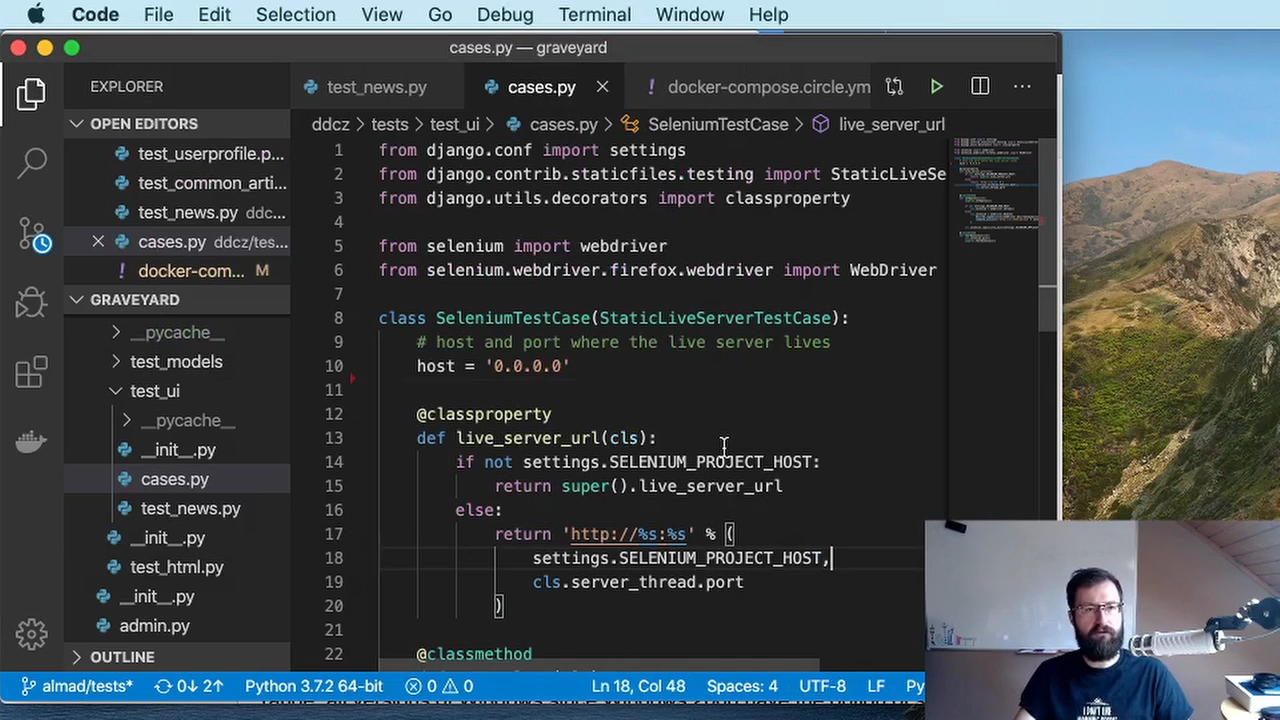 Code File Edit Selection View Go Debug Terminal Window Help
cases.py — graveyard
EXPLORER
OPEN EDITORS
test_userprofile.p...
test_common_arti...
test_news.py ddc...
cases.py ddcz/tes...
docker-com... M
GRAVEYARD
__pycache__
test_models
test_ui
__pycache__
__init__.py
cases.py
test_news.py
__init__.py
test_html.py
__init__.py
admin.py
OUTLINE
test_news.py cases.py docker-compose.circle.ym
ddcz > tests > test_ui > cases.py > SeleniumTestCase > live_server_url
1 from django.conf import settings
2 from django.contrib.staticfiles.testing import StaticLiveSe
3 from django.utils.decorators import classproperty
4
5 from selenium import webdriver
6 from selenium.webdriver.firefox.webdriver import WebDriver
7
8 class SeleniumTestCase(StaticLiveServerTestCase):
9 # host and port where the live server lives
10 host = '0.0.0.0'
11
12 @classproperty
13 def live_server_url(cls):
14 if not settings.SELENIUM_PROJECT_HOST:
15 return super().live_server_url
16 else:
17 return 'http://%s:%s' % (
18 settings.SELENIUM_PROJECT_HOST,
19 cls.server_thread.port
20 )
21
22 @classmethod
almad/tests* 0↓ 2↑ Python 3.7.2 64-bit 0 0 Ln 18, Col 48 Spaces: 4 UTF-8 LF Py